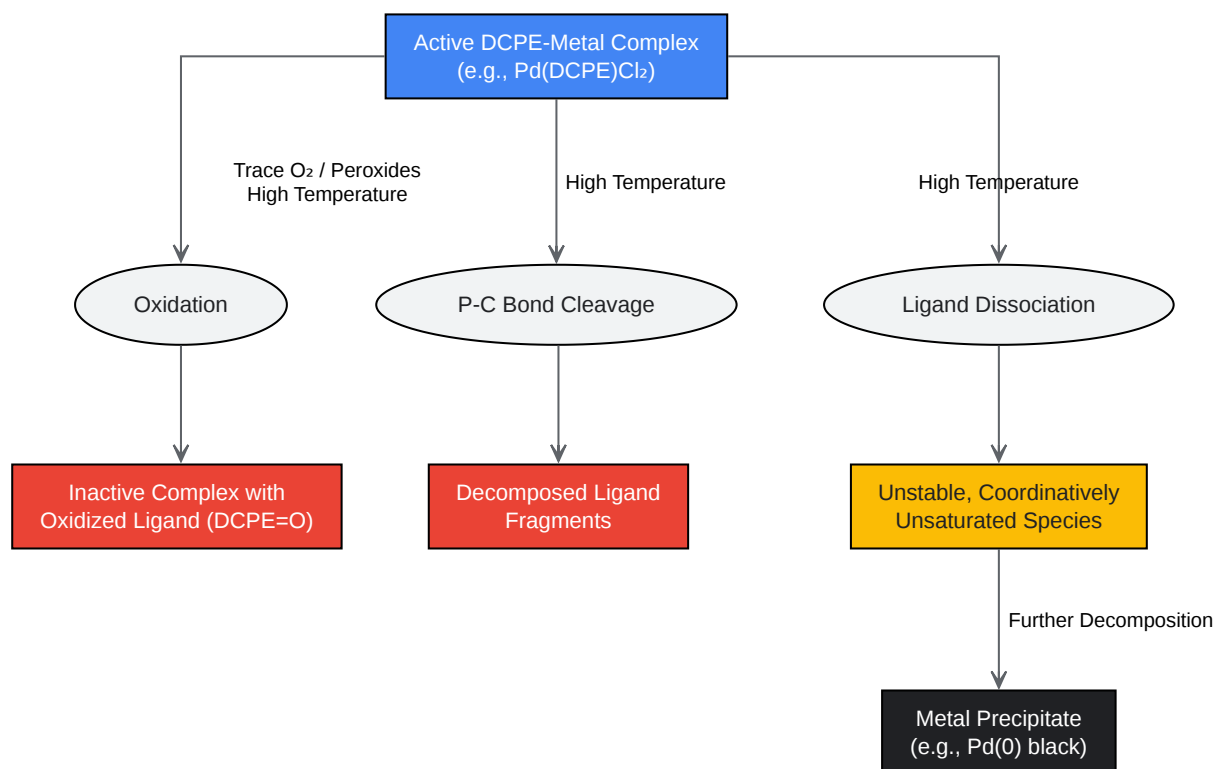 Active DCPE-Metal Complex
(e.g., Pd(DCPE)Cl₂)
Trace O₂ / Peroxides
High Temperature
High Temperature
High Temperature
Oxidation
P-C Bond Cleavage
Ligand Dissociation
Inactive Complex with
Oxidized Ligand (DCPE=O)
Decomposed Ligand
Fragments
Unstable, Coordinatively
Unsaturated Species
Further Decomposition
Metal Precipitate
(e.g., Pd(0) black)